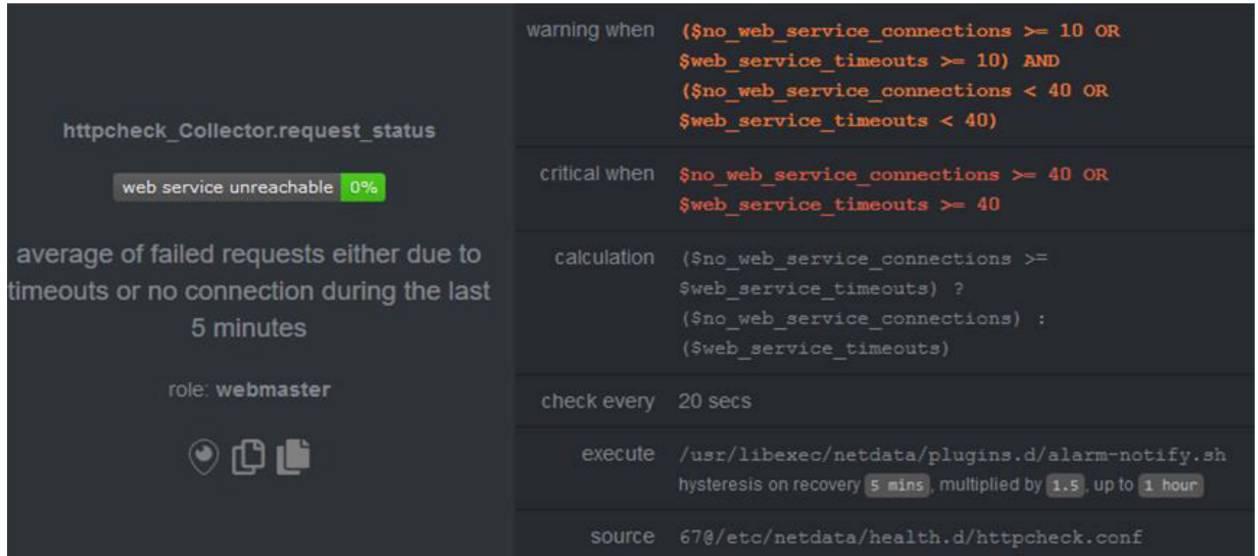 httpcheck_Collector.request_status
web service unreachable 0%
average of failed requests either due to
timeouts or no connection during the last
5 minutes
role: webmaster
warning when ($no_web_service_connections >= 10 OR
$web_service_timeouts >= 10) AND
($no_web_service_connections < 40 OR
$web_service_timeouts < 40)
critical when $no_web_service_connections >= 40 OR
$web_service_timeouts >= 40
calculation ($no_web_service_connections >=
$web_service_timeouts) ?
($no_web_service_connections) :
($web_service_timeouts)
check every 20 secs
execute /usr/libexec/netdata/plugins.d/alarm-notify.sh
hysteresis on recovery 5 mins, multiplied by 1.5, up to 1 hour
source 67@/etc/netdata/health.d/httpcheck.conf